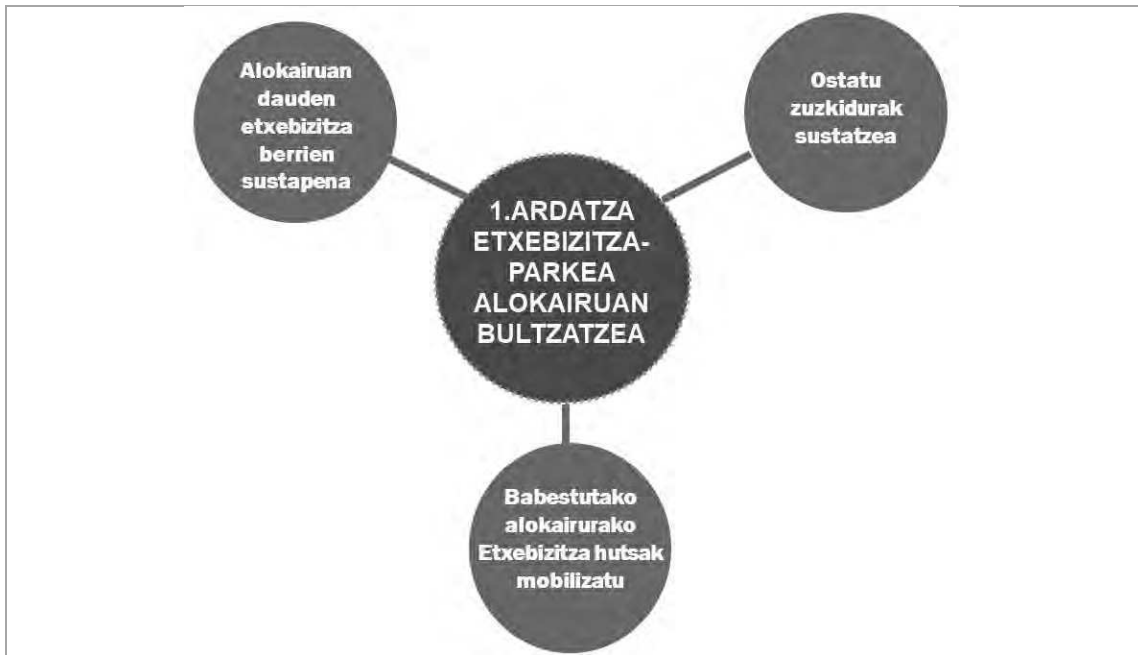 Alokairuan
dauden
etxebizitza
berrien
sustapena
Ostatu
zuzkidurak
sustatzea
1.ARDATZA
ETXEBIZITZA-
PARKEA
ALOKAIRUAN
BULTZATZEA
Babestutako
alokairurako
Etxebizitza hutsak
mobilizatu